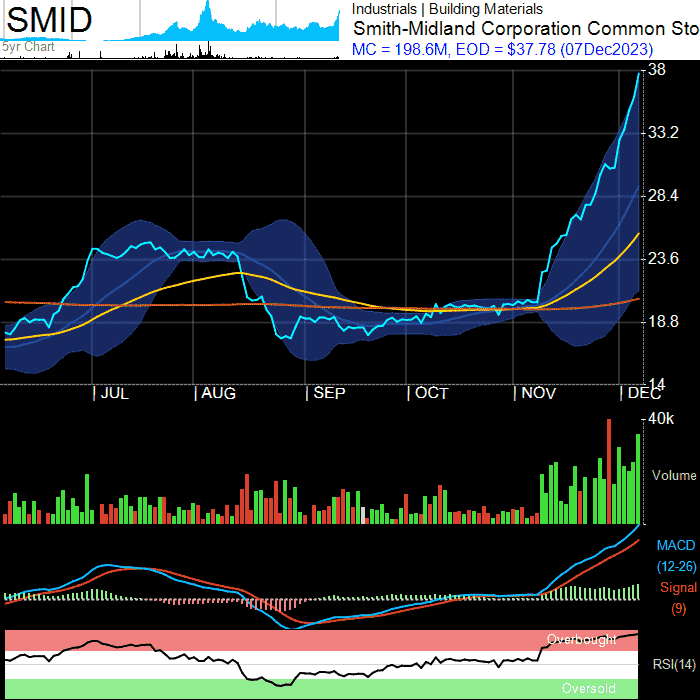 SMID
5yr Chart
Industrials | Building Materials
Smith-Midland Corporation Common Sto
MC = 198.6M, EOD = $37.78 (07Dec2023)
38
33.2
28.4
23.6
18.8
14
| JUL | AUG | SEP | OCT | NOV | DEC
40k
Volume
MACD
(12-26)
Signal
(9)
Overbought
RSI(14)
Oversold